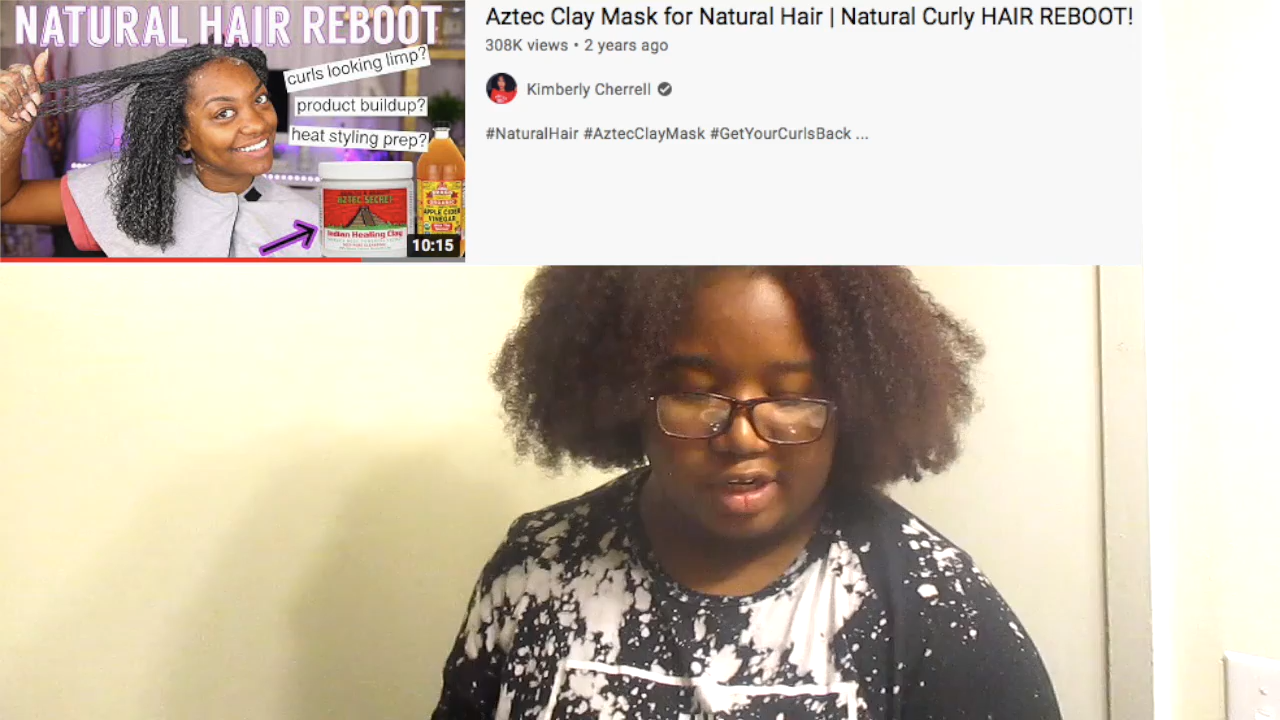 NATURAL HAIR REBOOT
curls looking limp?
product buildup?
heat styling prep?
AZTEC SECRET
Indian Healing Clay
APPLE CIDER
VINEGAR
10:15
Aztec Clay Mask for Natural Hair | Natural Curly HAIR REBOOT!
308K views • 2 years ago
Kimberly Cherrell
#NaturalHair #AztecClayMask #GetYourCurlsBack ...